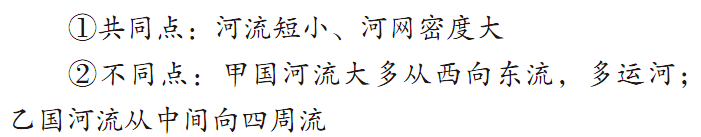 ①共同点：河流短小、河网密度大
②不同点：甲国河流大多从西向东流，多运河；
乙国河流从中间向四周流